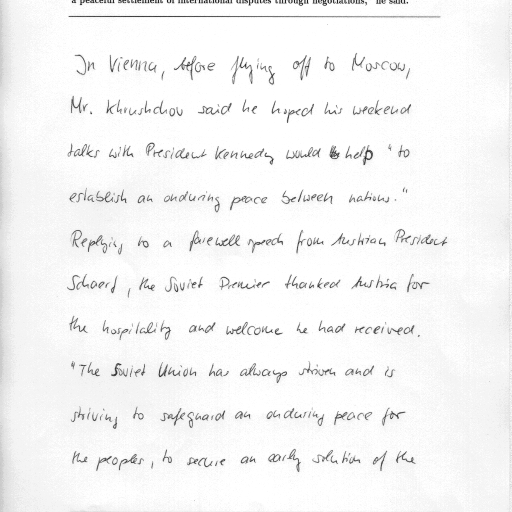 a peaceful settlement of international disputes through negotiations," he said.
In Vienna, before flying off to Moscow,
Mr. Khrushchov said he hoped his weekend
talks with President Kennedy would help "to
establish an enduring peace between nations."
Replying to a farewell speech from Austrian President
Schaerf, the Soviet Premier thanked Austria for
the hospitality and welcome he had received.
"The Soviet Union has always striven and is
striving to safeguard an enduring peace for
the peoples, to secure an early solution of the